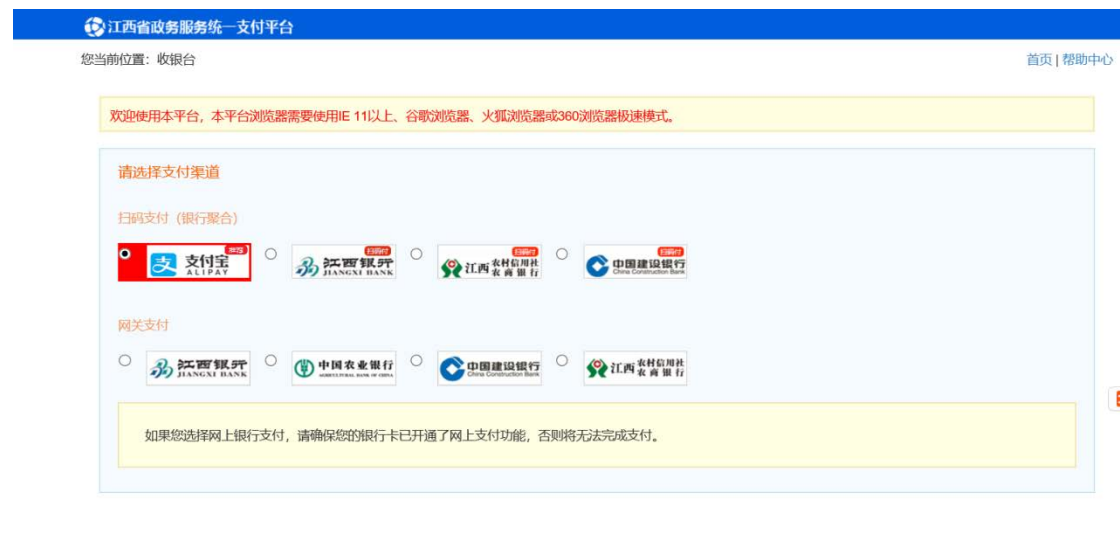 江西省政务服务统一支付平台
您当前位置：收银台
首页 | 帮助中心
欢迎使用本平台，本平台浏览器需要使用IE 11以上、谷歌浏览器、火狐浏览器或360浏览器极速模式。
请选择支付渠道
扫码支付（银行聚合）
支付宝 ALIPAY 推荐
江西银行 JIANGXI BANK 扫码付
江西农村信用社 农商银行 扫码付
中国建设银行 China Construction Bank 扫码付
网关支付
江西银行 JIANGXI BANK
中国农业银行 AGRICULTURAL BANK OF CHINA
中国建设银行 China Construction Bank
江西农村信用社 农商银行
如果您选择网上银行支付，请确保您的银行卡已开通了网上支付功能，否则将无法完成支付。